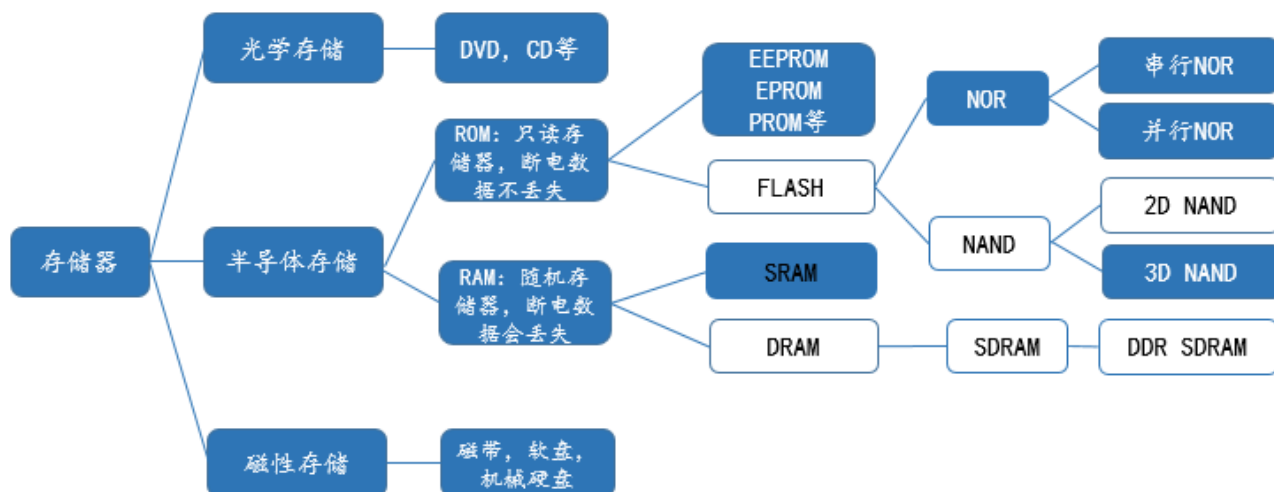 光学存储
DVD, CD等
EEPROM
EPROM
PROM等
NOR
串行NOR
并行NOR
ROM: 只读存
储器, 断电数
据不丢失
FLASH
2D NAND
NAND
3D NAND
存储器
半导体存储
RAM: 随机存
储器, 断电数
据会丢失
SRAM
DRAM
SDRAM
DDR SDRAM
磁性存储
磁带, 软盘,
机械硬盘